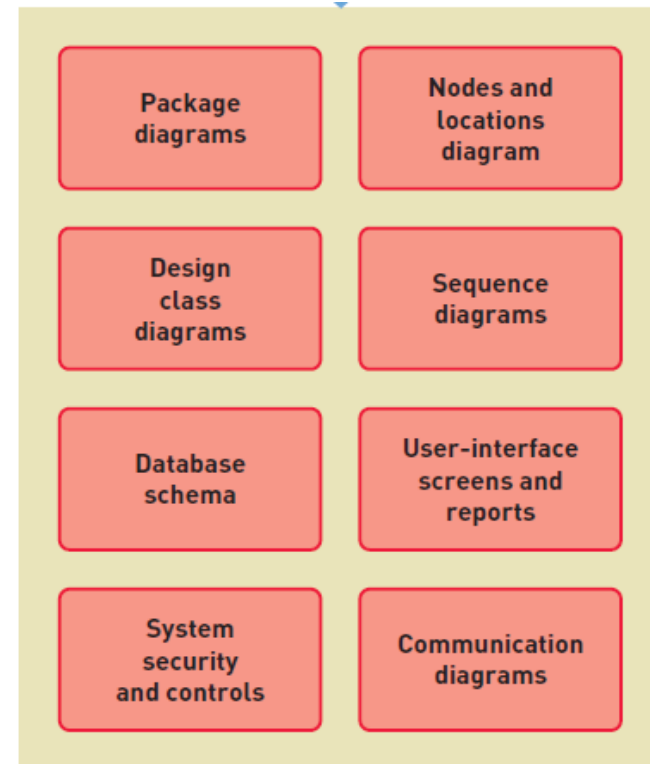 Package
diagrams
Nodes and
locations
diagram
Design
class
diagrams
Sequence
diagrams
Database
schema
User-interface
screens and
reports
System
security
and controls
Communication
diagrams